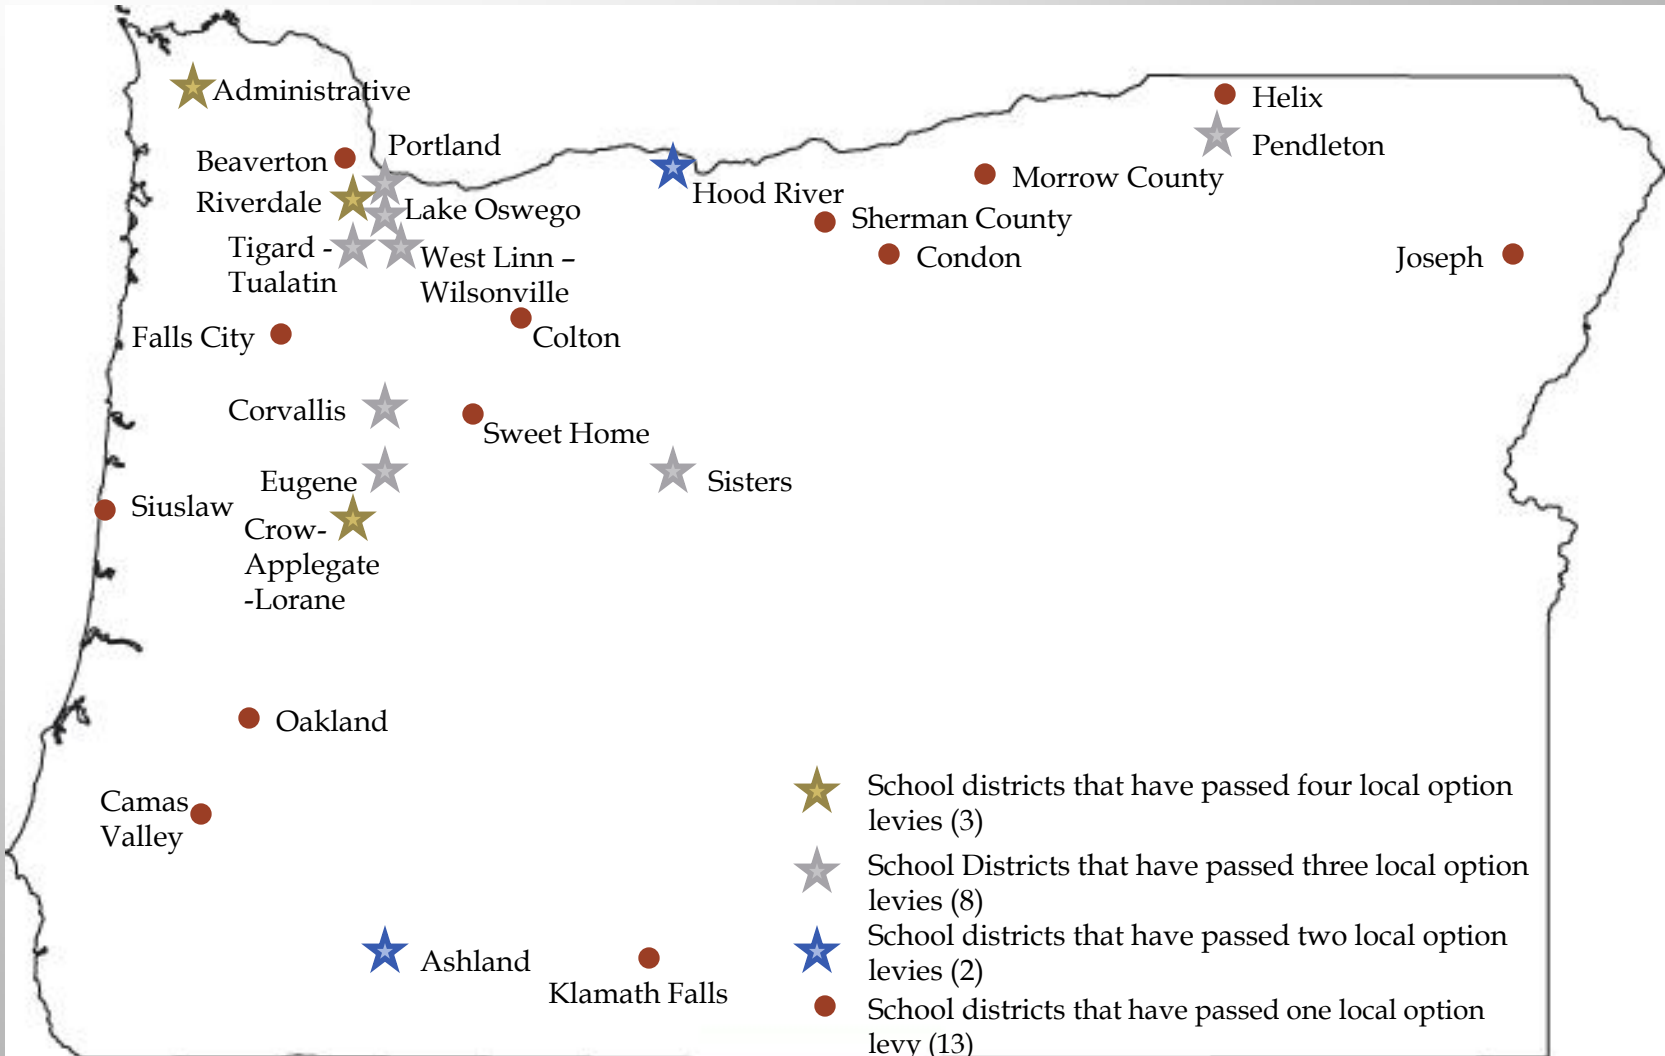 Administrative
Helix
Portland
Pendleton
Beaverton
Morrow County
Hood River
Riverdale
Lake Oswego
Sherman County
Tigard -
Tualatin
West Linn –
Wilsonville
Condon
Joseph
Falls City
Colton
Corvallis
Sweet Home
Eugene
Sisters
Siuslaw
Crow-
Applegate
-Lorane
Oakland
Camas
Valley
Ashland
Klamath Falls
School districts that have passed four local option
levies (3)
School Districts that have passed three local option
levies (8)
School districts that have passed two local option
levies (2)
School districts that have passed one local option
levy (13)